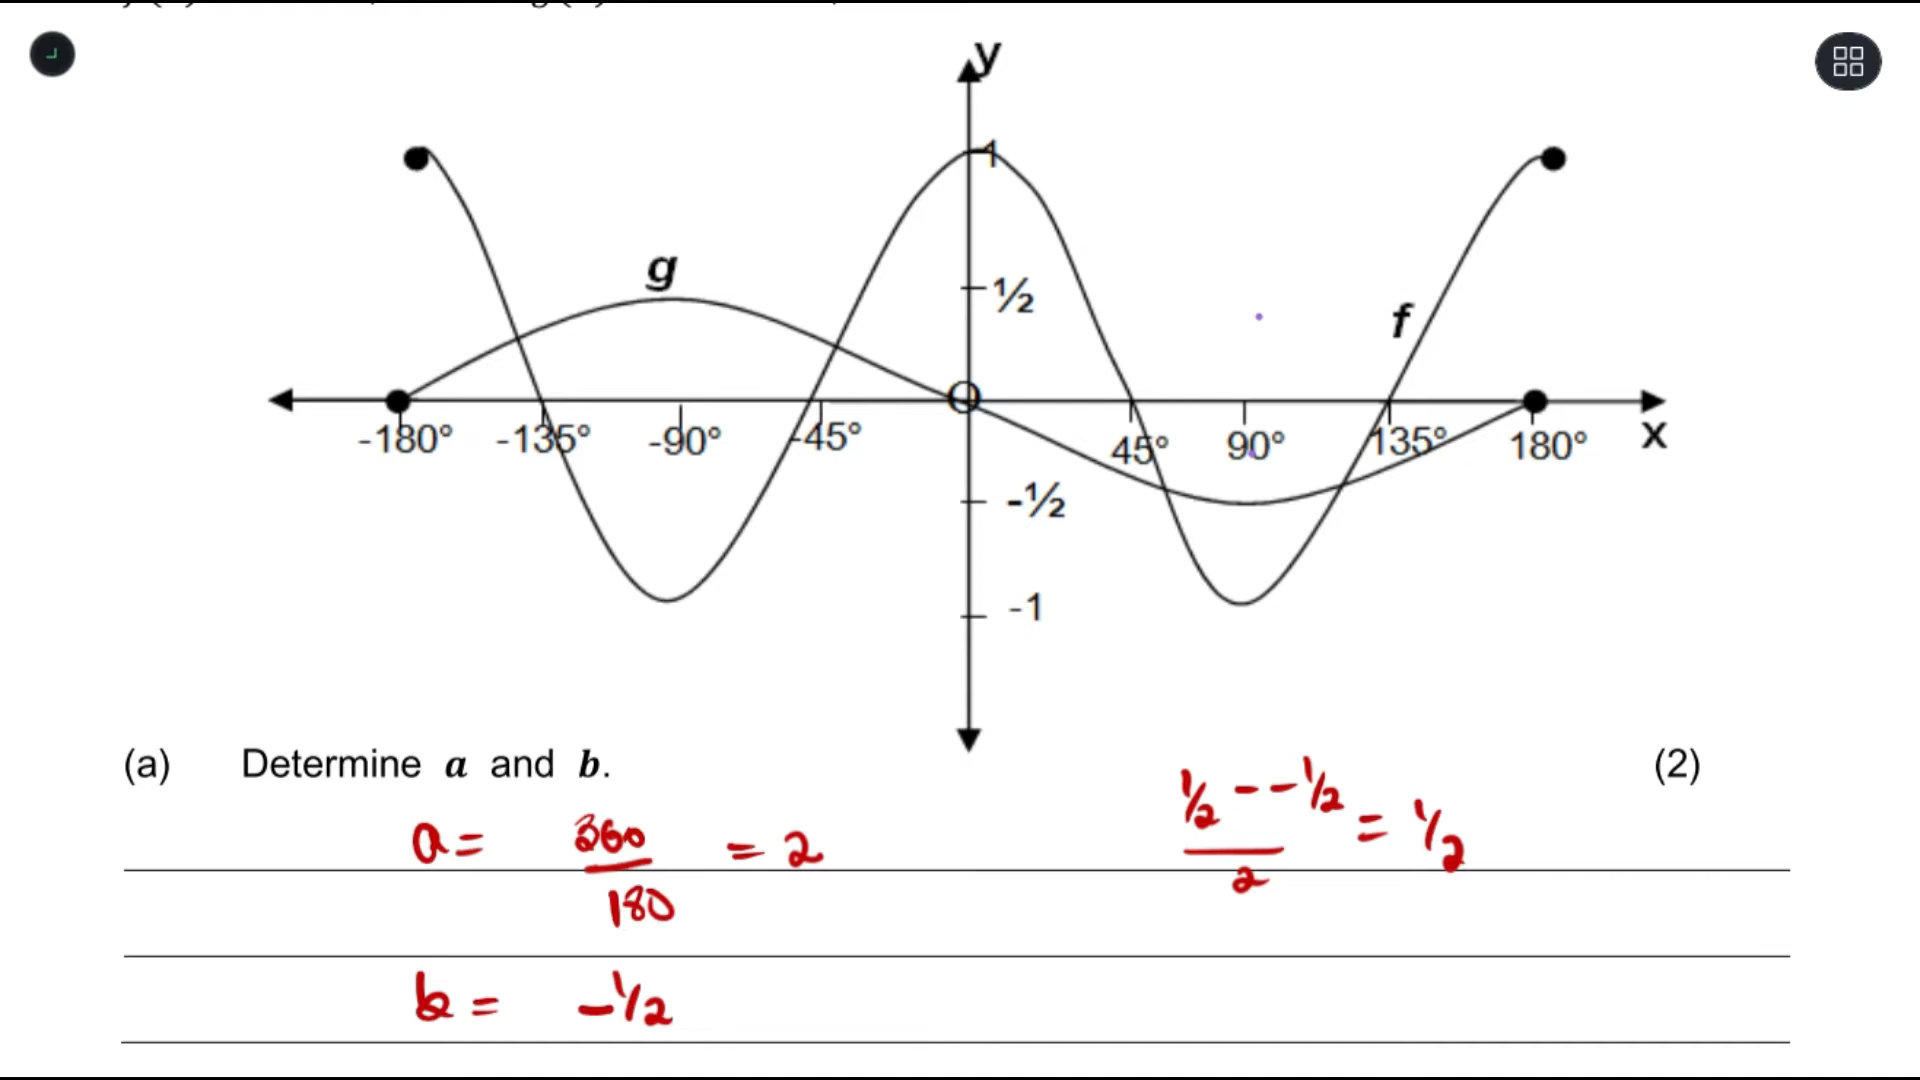 y
1
g
½
f
O
-180° -135° -90° -45° 45° 90° 135° 180° x
-½
-1
(a) Determine a and b. (2)
a = 360/180 = 2
½ - -½ / 2 = ½
b = -½